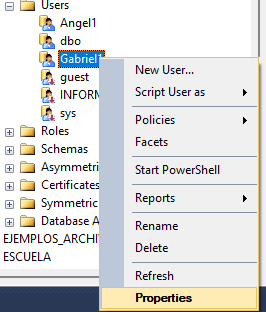 Users
Angel1
dbo
Gabriel
guest
INFORM
sys
Roles
Schemas
Asymmetric
Certificates
Symmetric
Database A
EJEMPLOS_ARCHI
ESCUELA
New User...
Script User as
Policies
Facets
Start PowerShell
Reports
Rename
Delete
Refresh
Properties